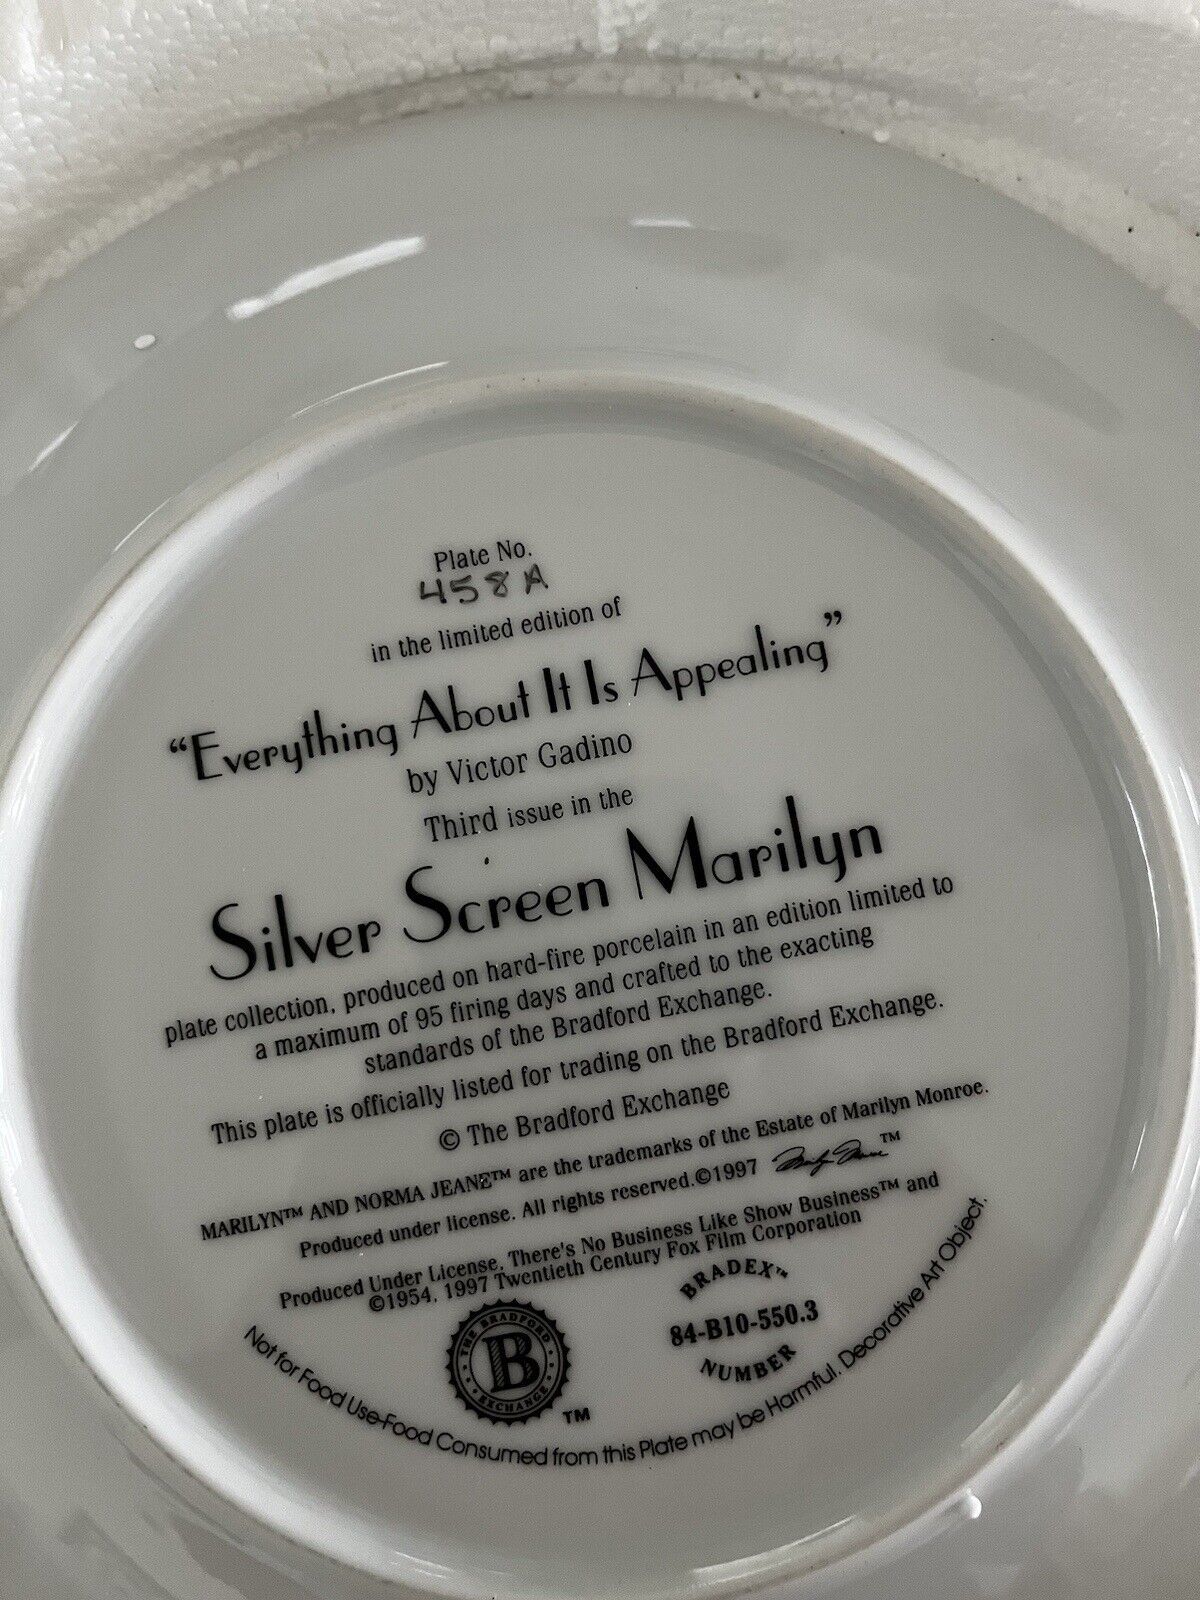 Plate No.
458A
in the limited edition of
“Everything About It Is Appealing”
by Victor Gadino
Third issue in the
Silver Screen Marilyn
plate collection, produced on hard-fire porcelain in an edition limited to
a maximum of 95 firing days and crafted to the exacting
standards of the Bradford Exchange.
This plate is officially listed for trading on the Bradford Exchange.
© The Bradford Exchange
MARILYN™ AND NORMA JEANE™ are the trademarks of the Estate of Marilyn Monroe.
Produced under license. All rights reserved.©1997 Marilyn Monroe™
Produced Under License, There's No Business Like Show Business™ and
©1954, 1997 Twentieth Century Fox Film Corporation
THE BRADFORD
B
EXCHANGE
™
BRADEX™
84-B10-550.3
NUMBER
Not for Food Use-Food Consumed from this Plate may be Harmful. Decorative Art Object.